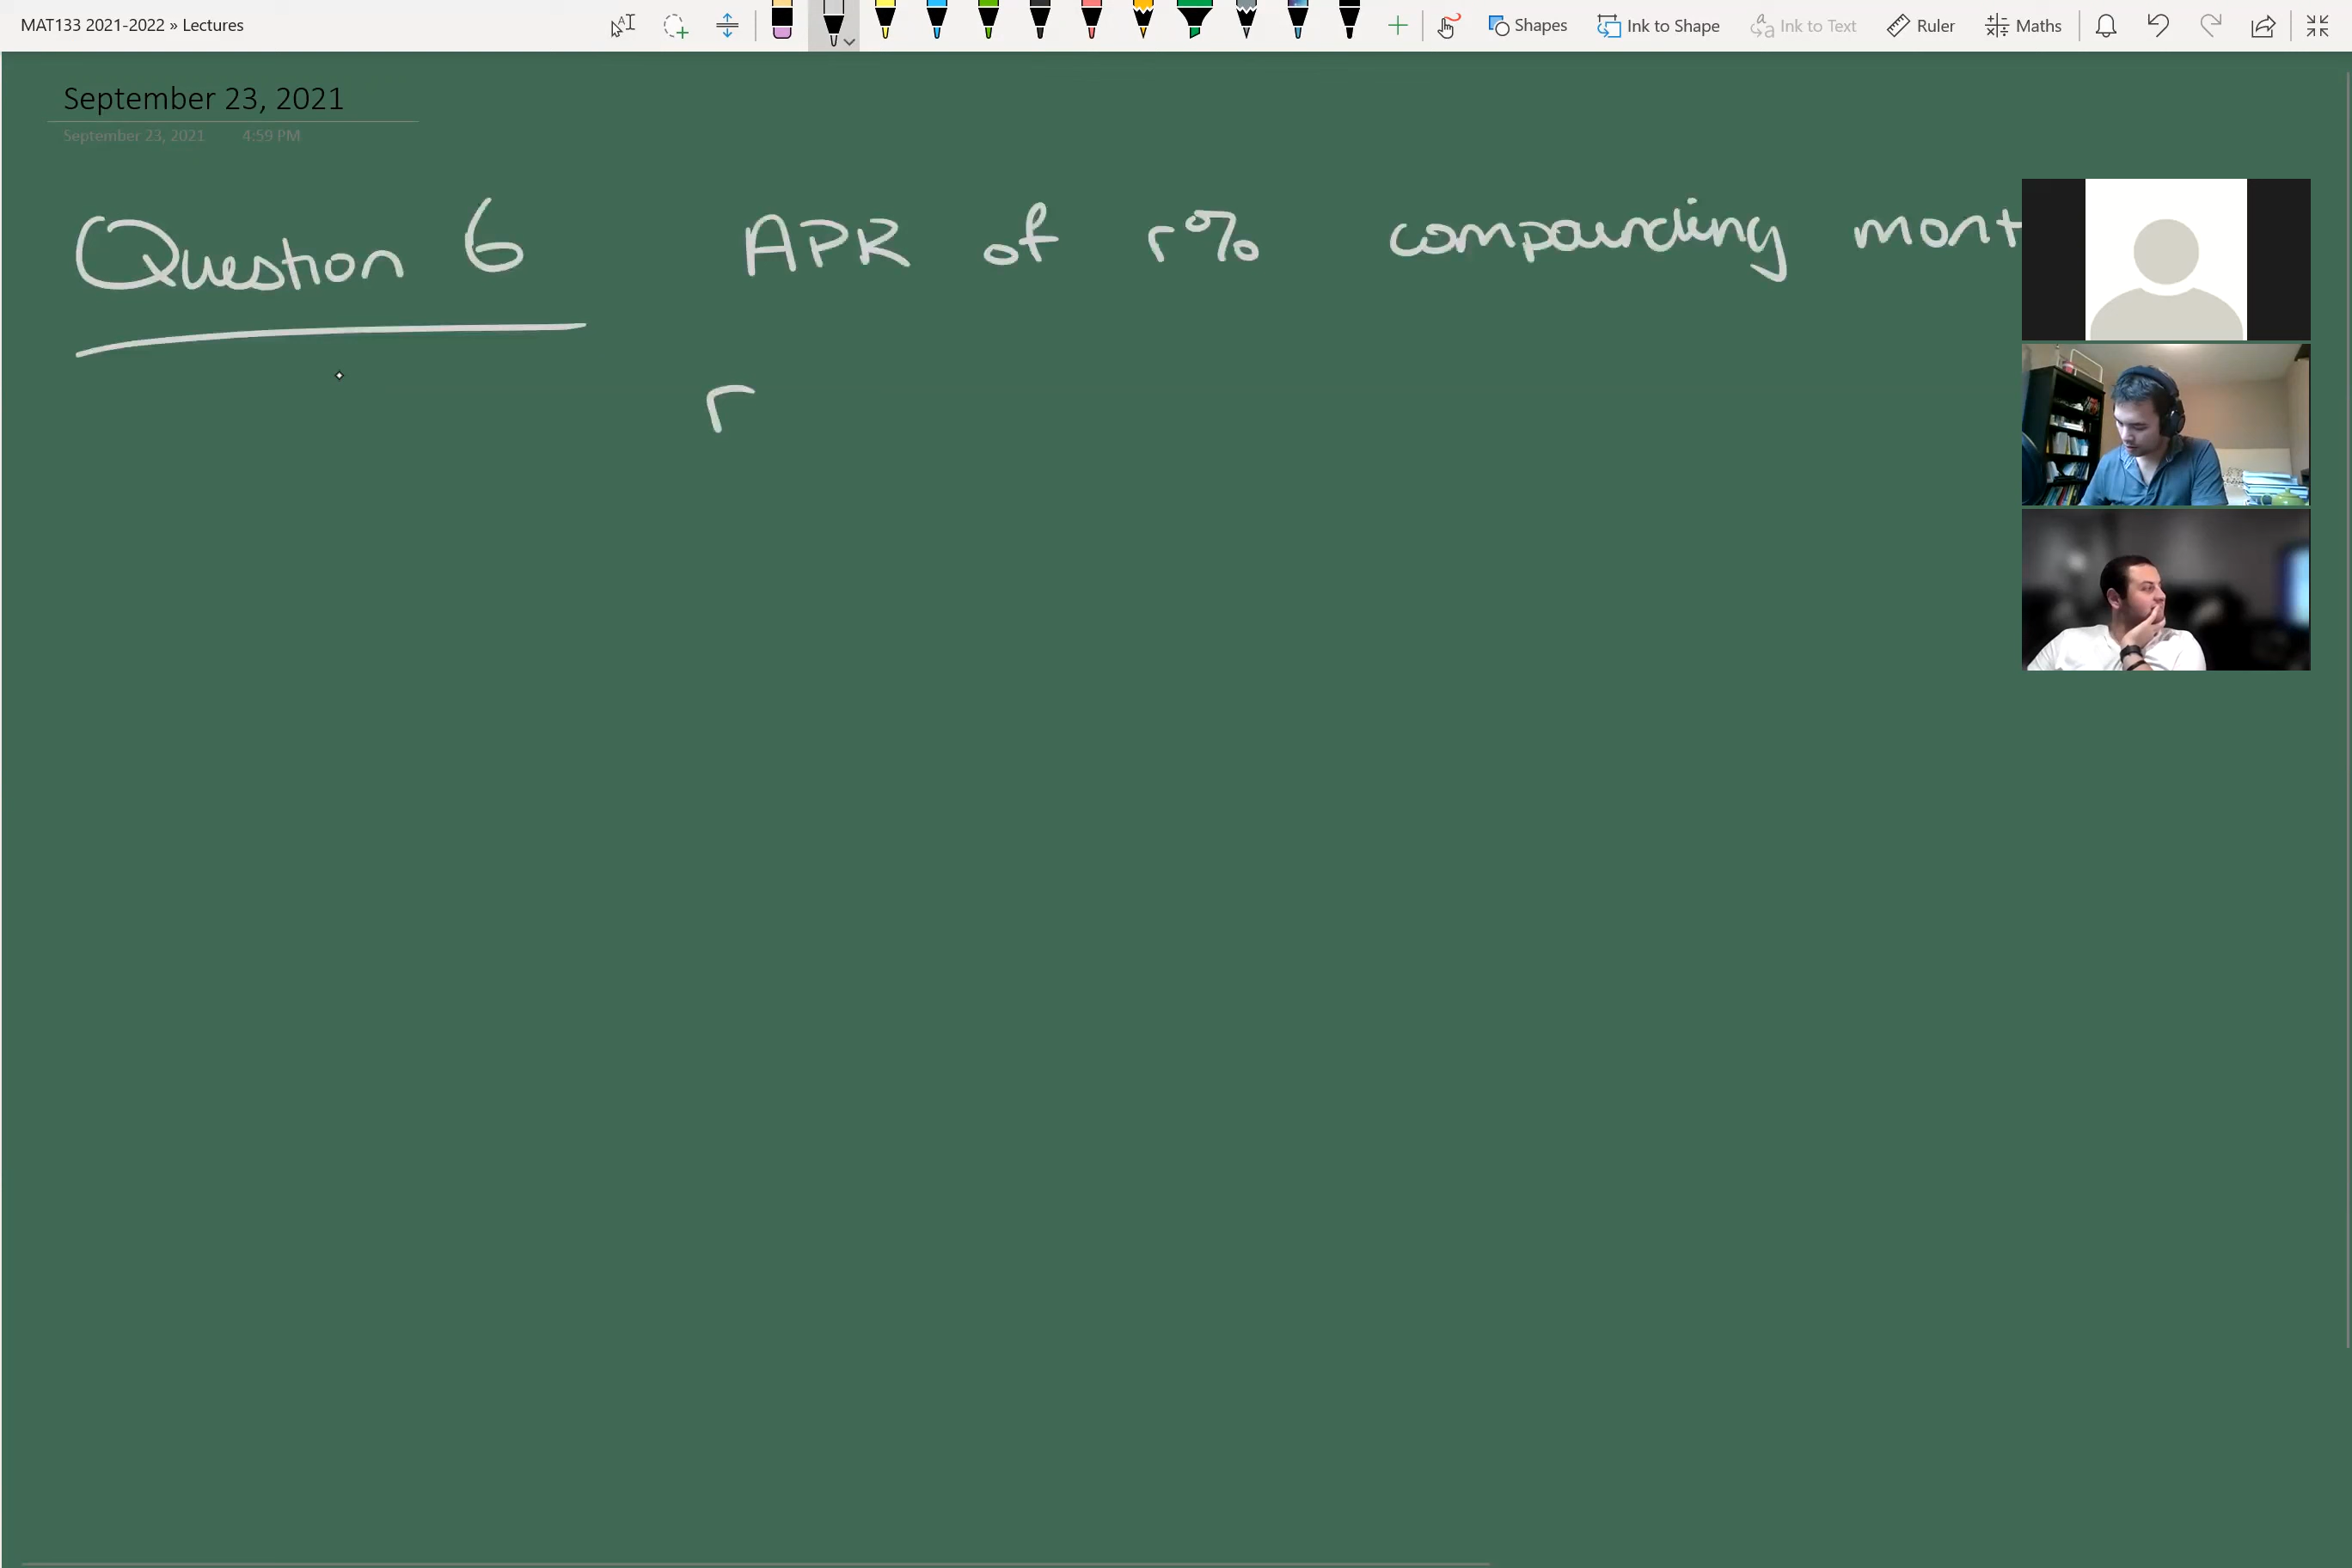 MAT133 2021-2022 » Lectures
Shapes
Ink to Shape
Ink to Text
Ruler
Maths
September 23, 2021
September 23, 2021 4:59 PM
Question 6 APR of r% compounding mont
r